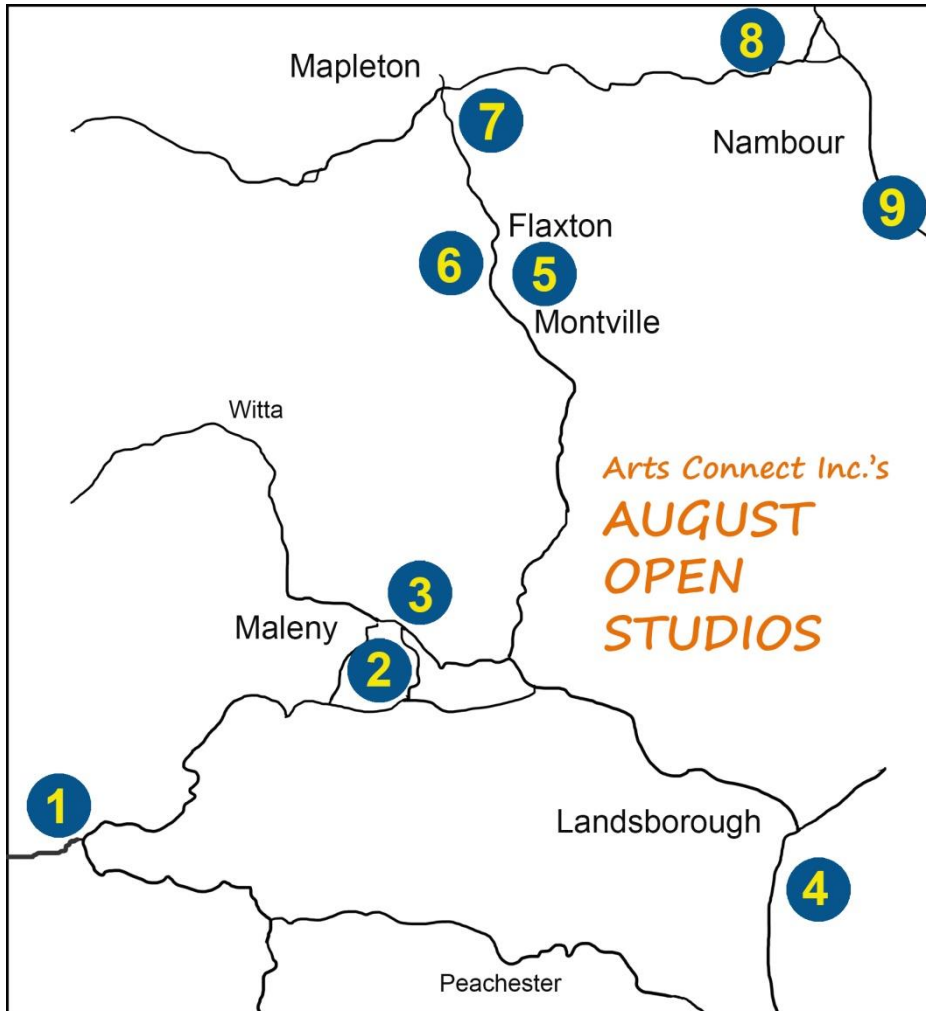 8
Mapleton
7
Nambour
9
Flaxton
6
5
Montville
Witta
Arts Connect Inc.'s
AUGUST
OPEN
STUDIOS
3
Maleny
2
1
Landsborough
4
Peachester